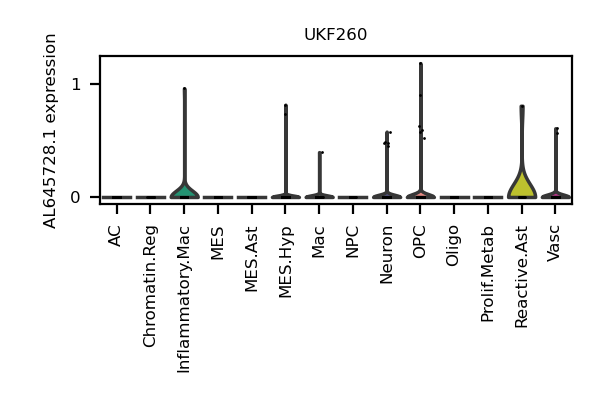 UKF260
AL645728.1 expression
1
0
AC
Chromatin.Reg
Inflammatory.Mac
MES
MES.Ast
MES.Hyp
Mac
NPC
Neuron
OPC
Oligo
Prolif.Metab
Reactive.Ast
Vasc